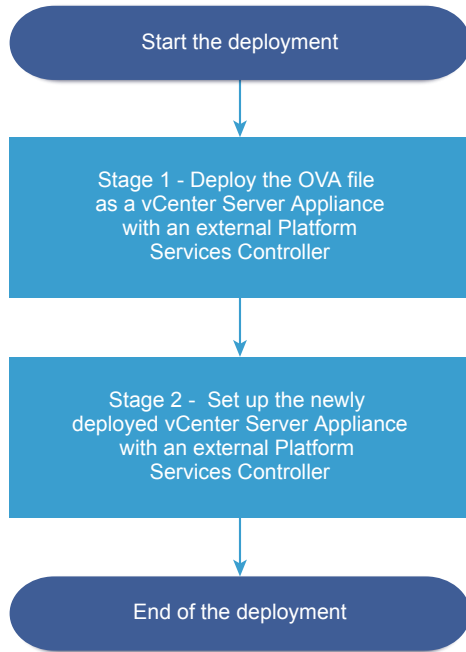 Start the deployment
Stage 1 - Deploy the OVA file
as a vCenter Server Appliance
with an external Platform
Services Controller
Stage 2 -  Set up the newly
deployed vCenter Server Appliance
with an external Platform
Services Controller
End of the deployment